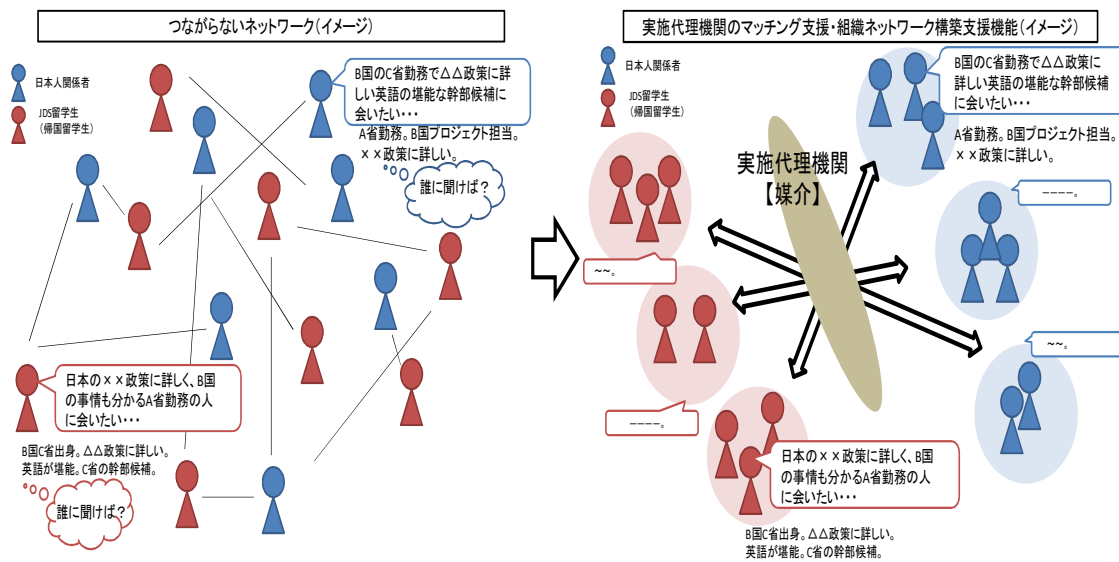 つながらないネットワーク（イメージ）
日本人関係者
JDS留学生
（帰国留学生）
B国のC省勤務で△△政策に詳
しい英語の堪能な幹部候補に
会いたい・・・
A省勤務。B国プロジェクト担当。
××政策に詳しい。
誰に聞けば？
日本の××政策に詳しく、B国
の事情も分かるA省勤務の人
に会いたい・・・
B国C省出身。△△政策に詳しい。
英語が堪能。C省の幹部候補。
誰に聞けば？
実施代理機関のマッチング支援・組織ネットワーク構築支援機能（イメージ）
日本人関係者
JDS留学生
（帰国留学生）
B国のC省勤務で△△政策に
詳しい英語の堪能な幹部候補
に会いたい・・・
A省勤務。B国プロジェクト担当。
××政策に詳しい。
実施代理機関
【媒介】
−−−−。
~~。
~~。
−−−−。
日本の××政策に詳しく、B国
の事情も分かるA省勤務の人
に会いたい・・・
B国C省出身。△△政策に詳しい。
英語が堪能。C省の幹部候補。